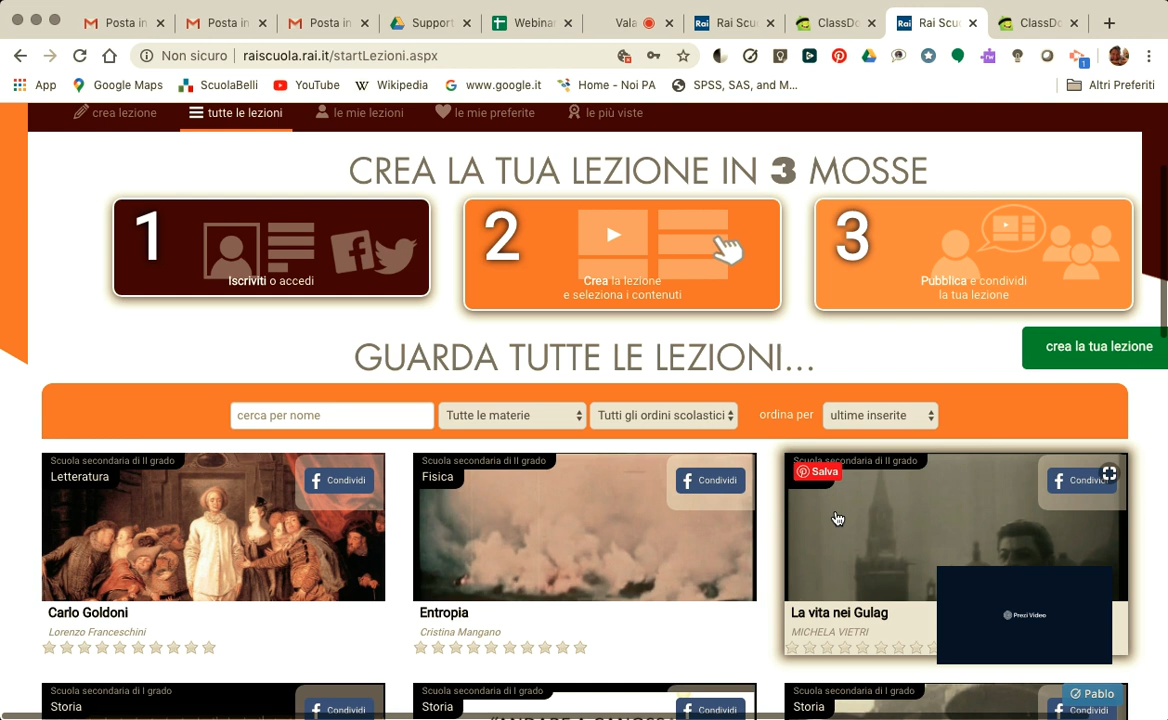 Posta in
Posta in
Posta in
Support
Webina
Vala
Rai Scu
ClassDo
Rai Scu
ClassDo
Non sicuro
raiscuola.rai.it/startLezioni.aspx
App
Google Maps
ScuolaBelli
YouTube
Wikipedia
www.google.it
Home - Noi PA
SPSS, SAS, and M...
Altri Preferiti
crea lezione
tutte le lezioni
le mie lezioni
le mie preferite
le più viste
CREA LA TUA LEZIONE IN 3 MOSSE
1
Iscriviti o accedi
2
Crea la lezione
e seleziona i contenuti
3
Pubblica e condividi
la tua lezione
crea la tua lezione
GUARDA TUTTE LE LEZIONI...
cerca per nome
Tutte le materie
Tutti gli ordini scolastici
ordina per
ultime inserite
Scuola secondaria di II grado
Letteratura
Condividi
Carlo Goldoni
Lorenzo Franceschini
Scuola secondaria di II grado
Fisica
Condividi
Entropia
Cristina Mangano
Scuola secondaria di II grado
Salva
Condividi
La vita nei Gulag
MICHELA VIETRI
Prezi Video
Scuola secondaria di I grado
Storia
Condividi
Scuola secondaria di I grado
Storia
Condividi
Scuola secondaria di I grado
Storia
Pablo
Condividi